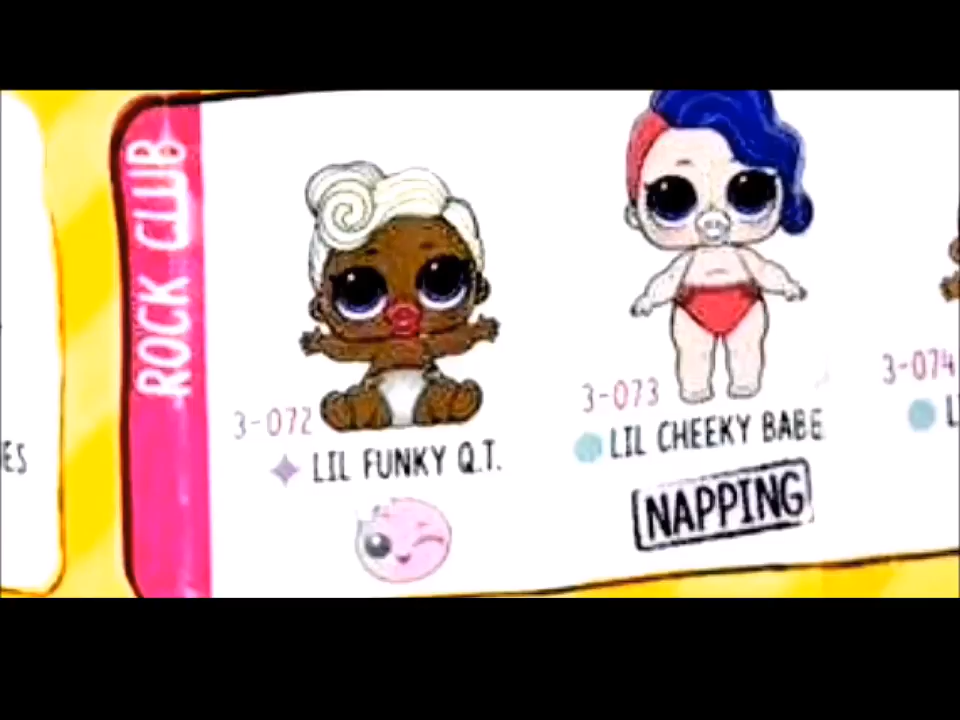 ROCK CLUB
3-072
LIL FUNKY Q.T.
3-073
LIL CHEEKY BABE
NAPPING
3-074